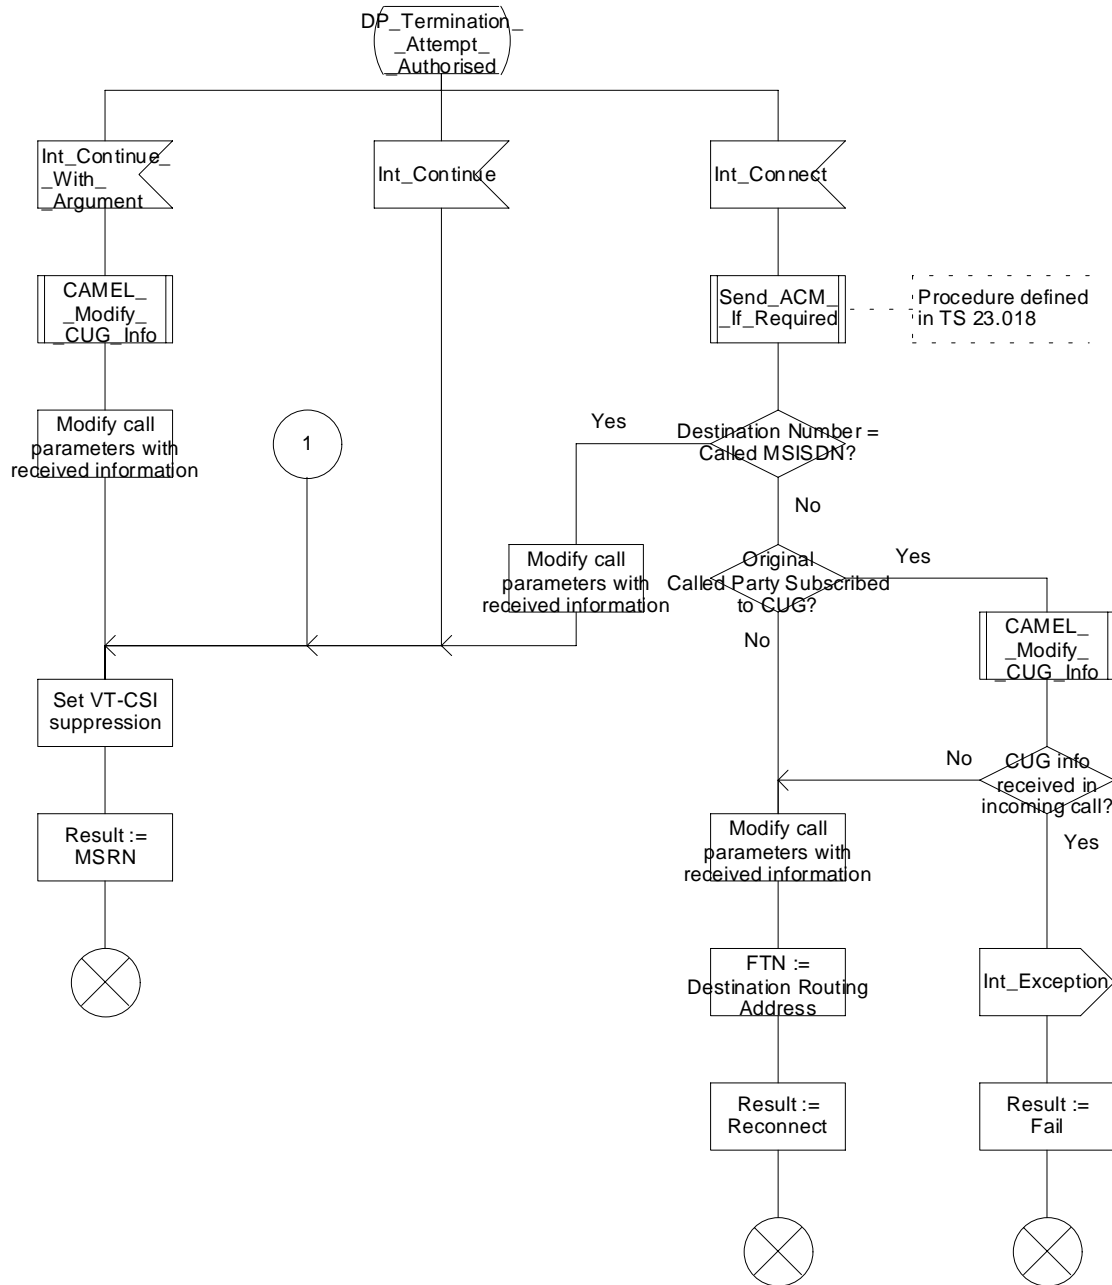 DP_Termination_
_Attempt_
_Authorised
Int_Continue_
_With_
_Argument
Int_Continue
Int_Connect
CAMEL_
_Modify_
_CUG_Info
Send_ACM_
_If_Required
Procedure defined
in TS 23.018
Modify call
parameters with
received information
1
Yes
Destination Number =
Called MSISDN?
No
Modify call
parameters with
received information
Original
Called Party Subscribed
to CUG?
Yes
No
CAMEL_
_Modify_
_CUG_Info
Set VT-CSI
suppression
No
CUG info
received in
incoming call?
Yes
Result :=
MSRN
Modify call
parameters with
received information
FTN :=
Destination Routing
Address
Int_Exception
Result :=
Reconnect
Result :=
Fail